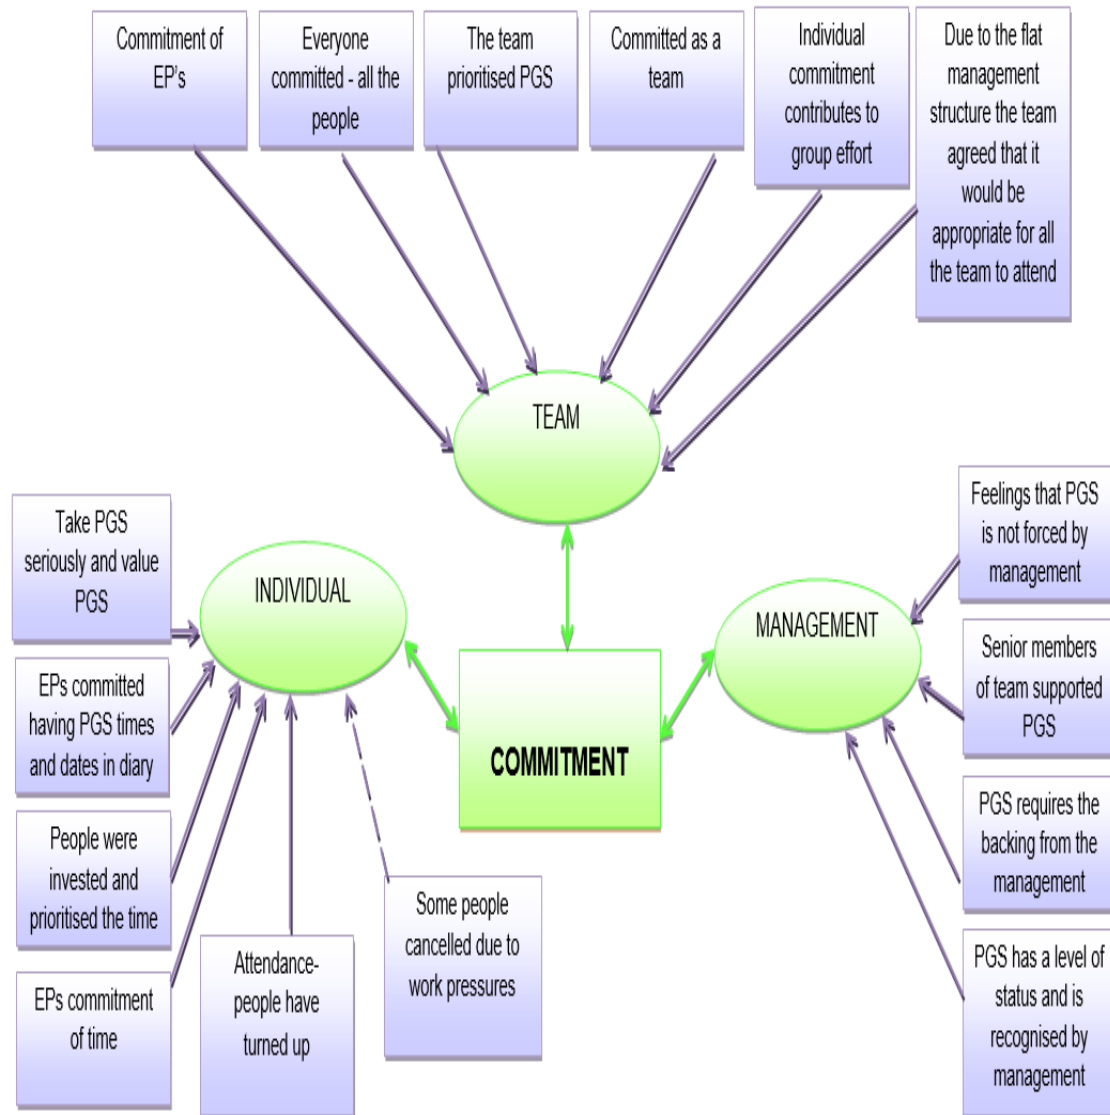 Commitment of
EP's
Everyone
committed - all the
people
The team
prioritised PGS
Committed as a
team
Individual
commitment
contributes to
group effort
Due to the flat
management
structure the team
agreed that it
would be
appropriate for all
the team to attend
TEAM
Take PGS
seriously and value
PGS
INDIVIDUAL
MANAGEMENT
Feelings that PGS
is not forced by
management
EPs committed
having PGS times
and dates in diary
COMMITMENT
Senior members
of team supported
PGS
People were
invested and
prioritised the time
PGS requires the
backing from the
management
EPs commitment
of time
Attendance-
people have
turned up
Some people
cancelled due to
work pressures
PGS has a level of
status and is
recognised by
management